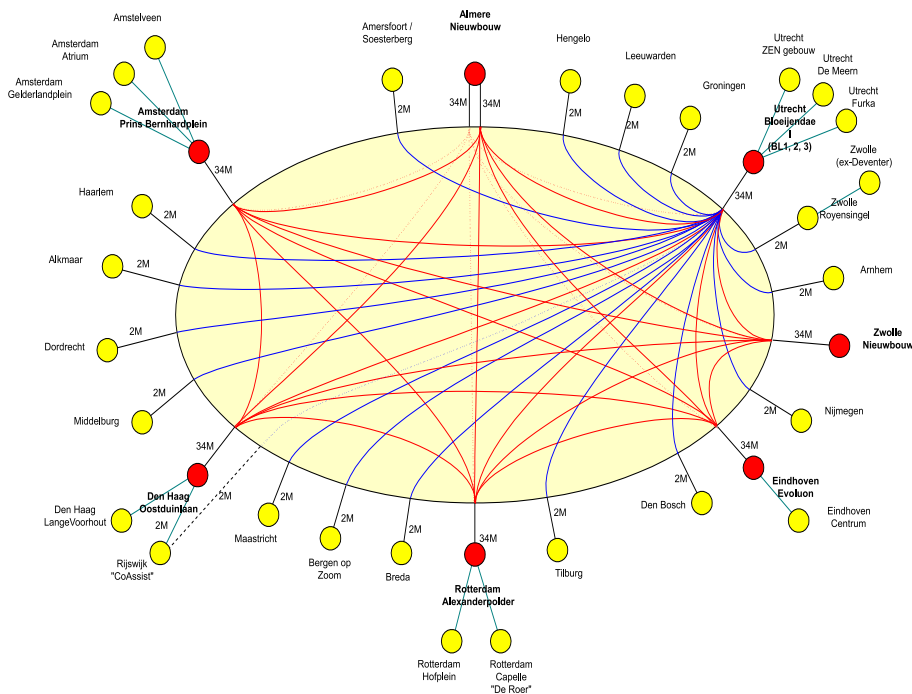 Amstelveen
Amsterdam
Atrium
Amsterdam
Gelderlandplein
Amsterdam
Prins Bernhardplein
34M
Amersfoort /
Soesterberg
2M
Almere
Nieuwbouw
34M
34M
Hengelo
2M
Leeuwarden
2M
Groningen
2M
Utrecht
ZEN gebouw
Utrecht
De Meern
Utrecht
Furka
Utrecht
Bloeijendae
l
(BL1, 2, 3)
34M
Zwolle
(ex-Deventer)
Zwolle
Royensingel
2M
Haarlem
2M
Alkmaar
2M
Arnhem
2M
Dordrecht
2M
34M
Zwolle
Nieuwbouw
Middelburg
2M
Nijmegen
2M
34M
Den Haag
Oostduinlaan
Den Haag
LangeVoorhout
2M
2M
Rijswijk
"CoAssist"
Maastricht
2M
Bergen op
Zoom
2M
Breda
2M
34M
Rotterdam
Alexanderpolder
Tilburg
2M
Den Bosch
2M
34M
Eindhoven
Evoluon
Eindhoven
Centrum
Rotterdam
Hofplein
Rotterdam
Capelle
"De Roer"